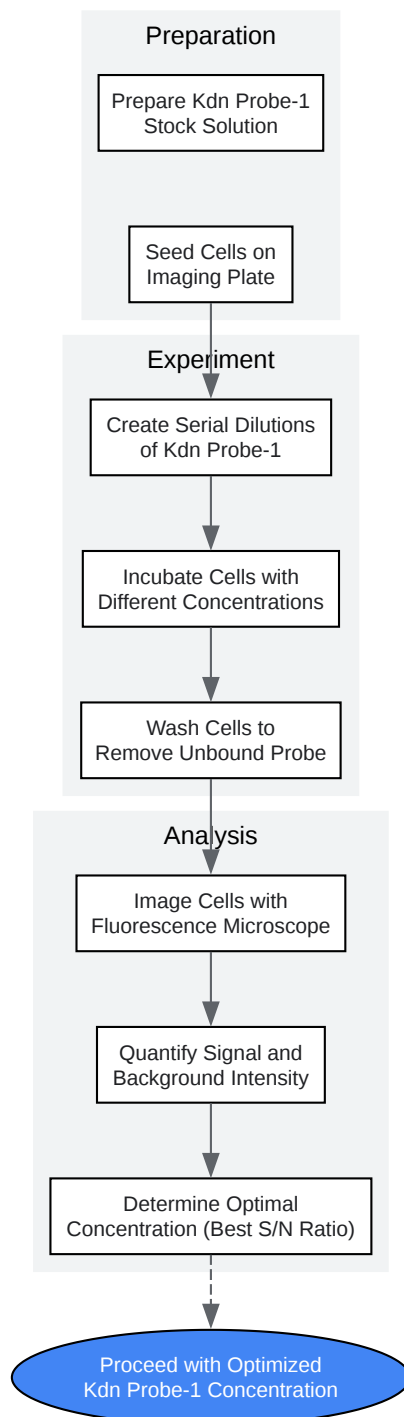 Preparation
Prepare Kdn Probe-1
Stock Solution
Seed Cells on
Imaging Plate
Experiment
Create Serial Dilutions
of Kdn Probe-1
Incubate Cells with
Different Concentrations
Wash Cells to
Remove Unbound Probe
Analysis
Image Cells with
Fluorescence Microscope
Quantify Signal and
Background Intensity
Determine Optimal
Concentration (Best S/N Ratio)
Proceed with Optimized
Kdn Probe-1 Concentration